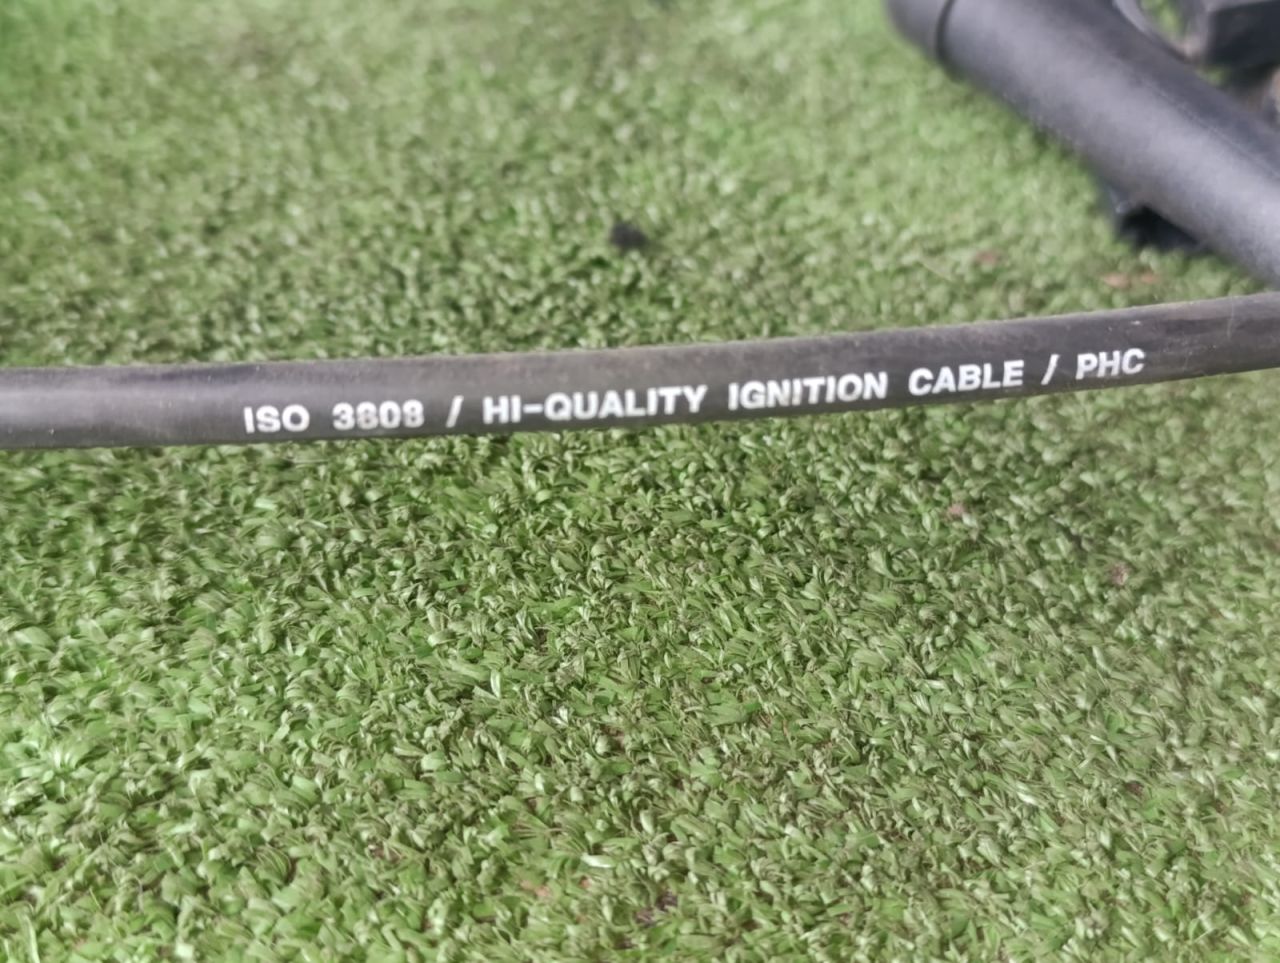 ISO 3808 / HI-QUALITY IGNITION CABLE / PHC